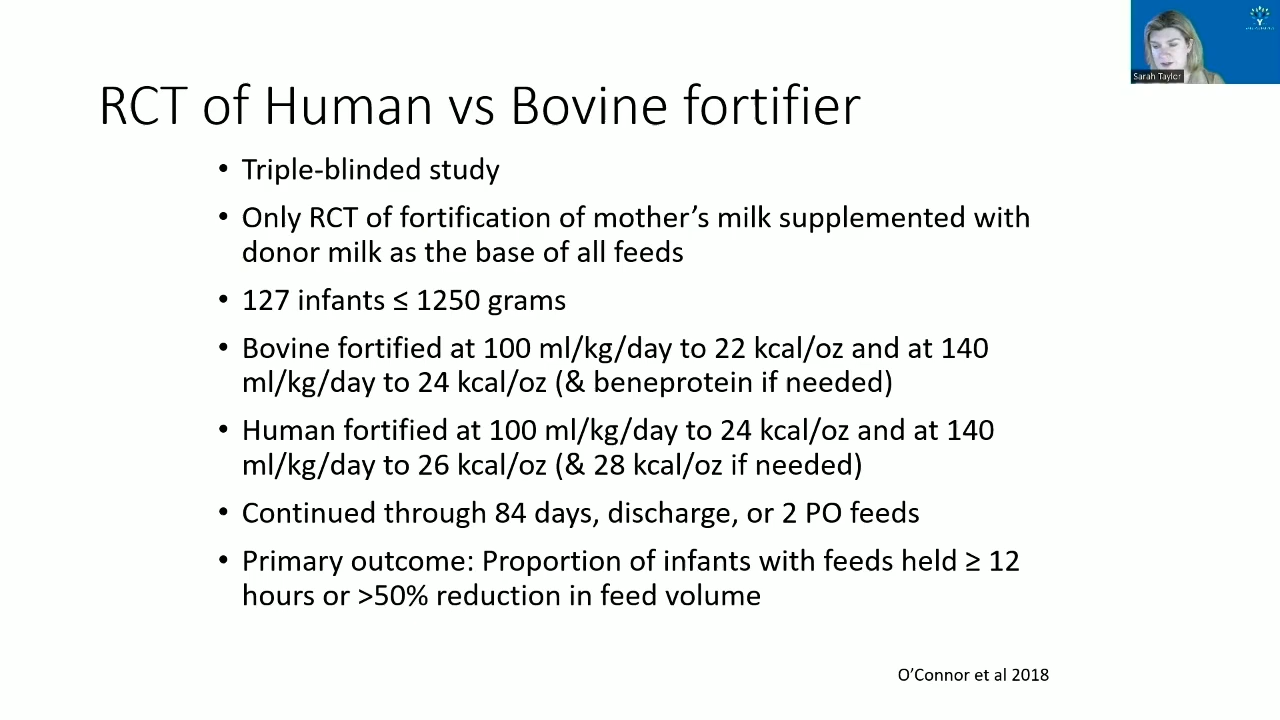 Sarah Taylor
RCT of Human vs Bovine fortifier
• Triple-blinded study
• Only RCT of fortification of mother’s milk supplemented with
donor milk as the base of all feeds
• 127 infants ≤ 1250 grams
• Bovine fortified at 100 ml/kg/day to 22 kcal/oz and at 140
ml/kg/day to 24 kcal/oz (& beneprotein if needed)
• Human fortified at 100 ml/kg/day to 24 kcal/oz and at 140
ml/kg/day to 26 kcal/oz (& 28 kcal/oz if needed)
• Continued through 84 days, discharge, or 2 PO feeds
• Primary outcome: Proportion of infants with feeds held ≥ 12
hours or >50% reduction in feed volume
O’Connor et al 2018